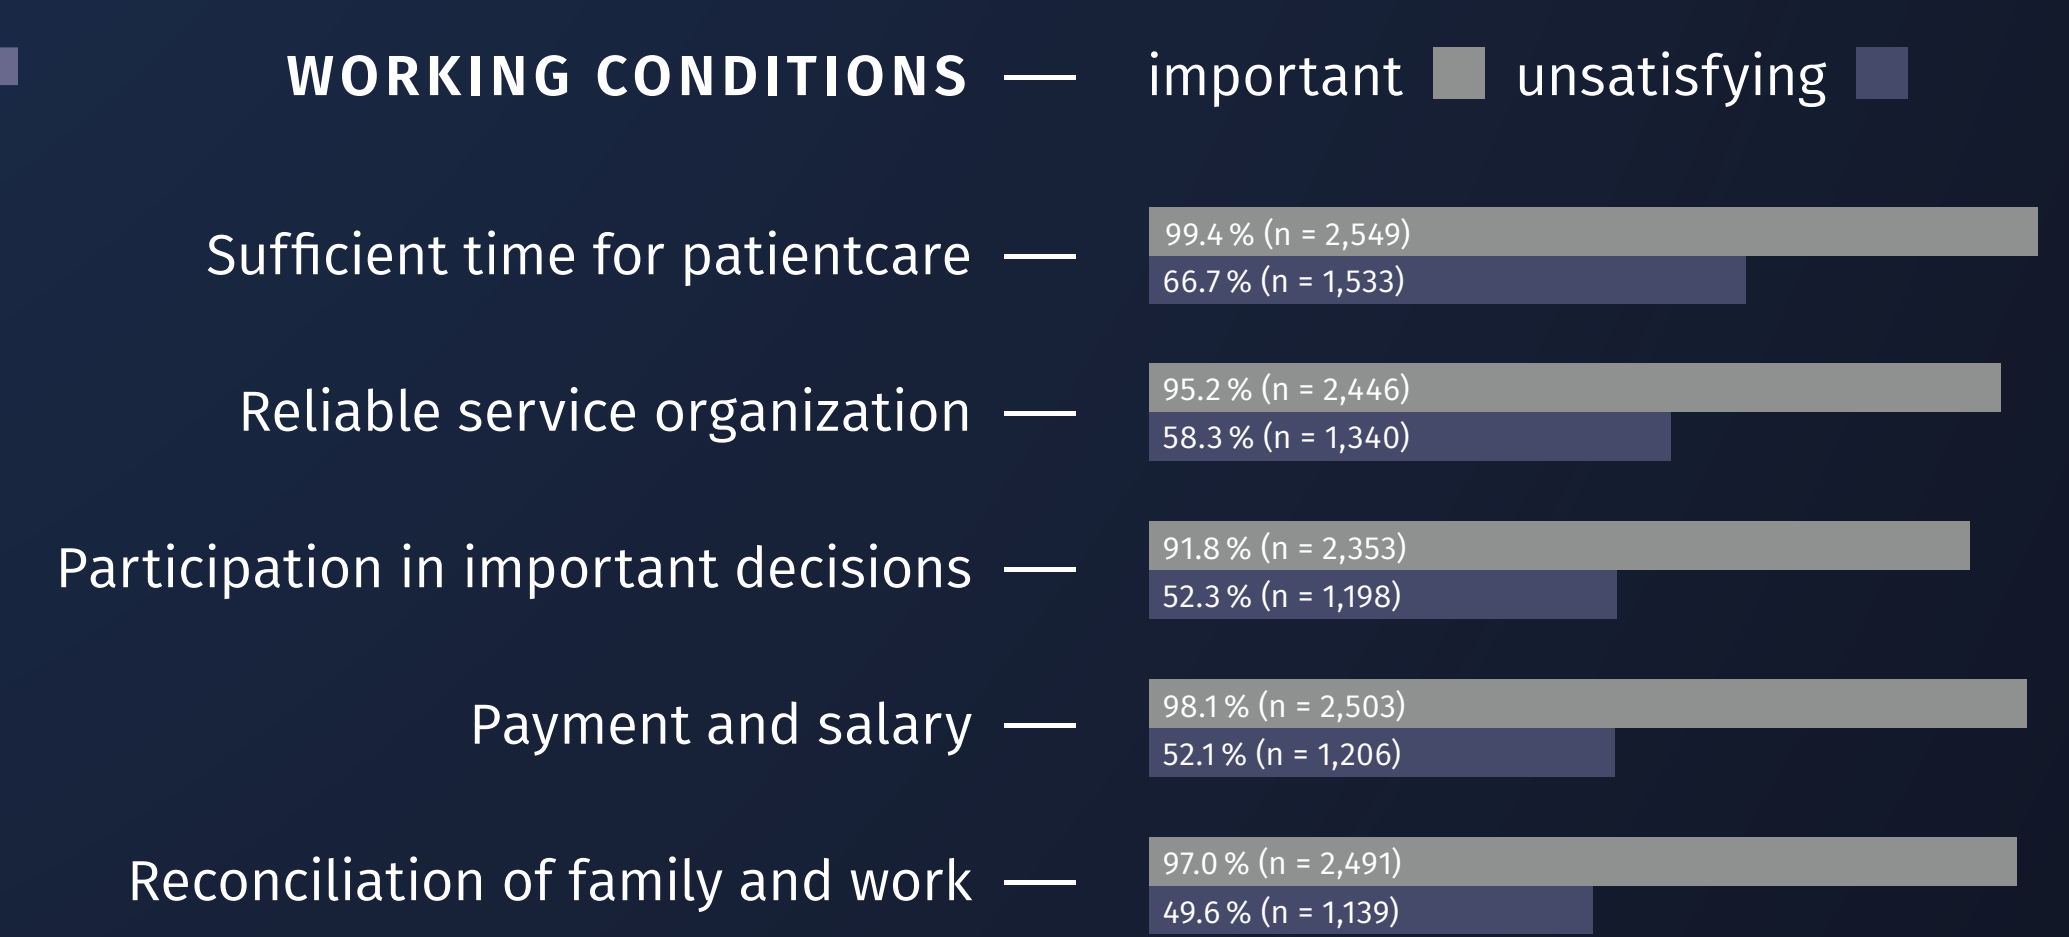 WORKING CONDITIONS — important unsatisfying
Sufficient time for patientcare — 99.4 % (n = 2,549)
66.7 % (n = 1,533)
Reliable service organization — 95.2 % (n = 2,446)
58.3 % (n = 1,340)
Participation in important decisions — 91.8 % (n = 2,353)
52.3 % (n = 1,198)
Payment and salary — 98.1 % (n = 2,503)
52.1 % (n = 1,206)
Reconciliation of family and work — 97.0 % (n = 2,491)
49.6 % (n = 1,139)